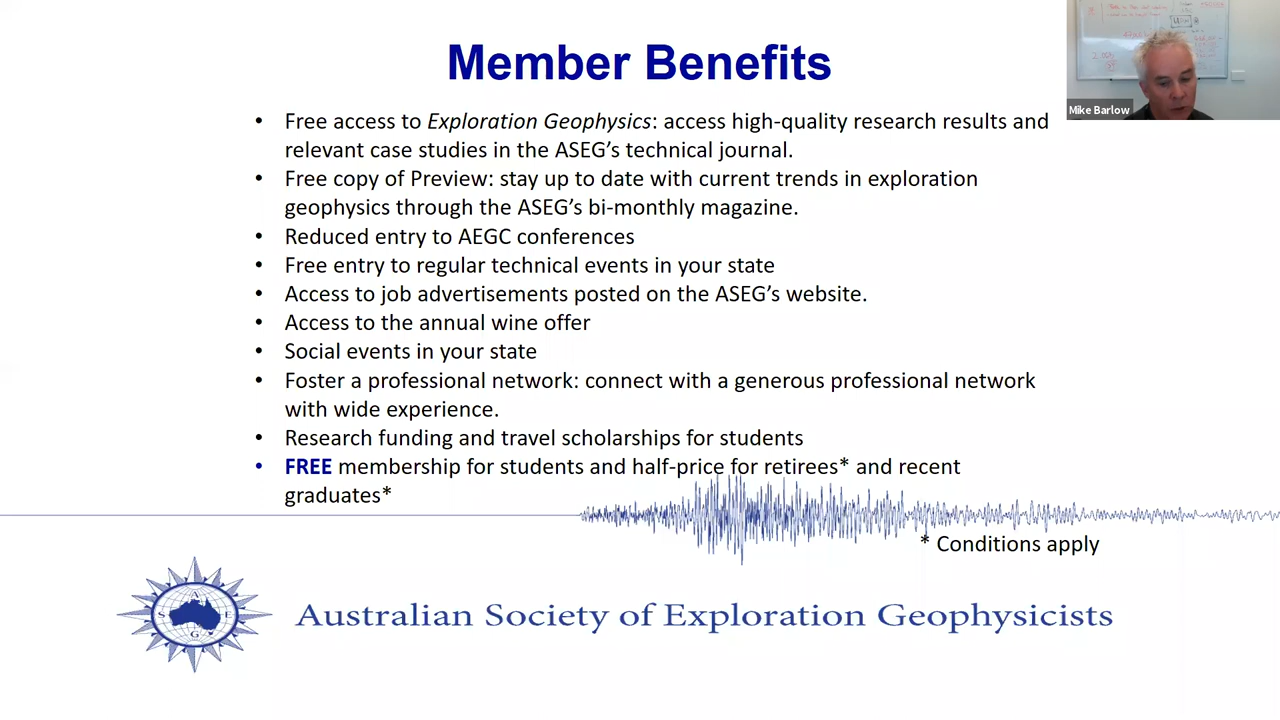 Member Benefits
• Free access to Exploration Geophysics: access high-quality research results and
relevant case studies in the ASEG’s technical journal.
• Free copy of Preview: stay up to date with current trends in exploration
geophysics through the ASEG’s bi-monthly magazine.
• Reduced entry to AEGC conferences
• Free entry to regular technical events in your state
• Access to job advertisements posted on the ASEG’s website.
• Access to the annual wine offer
• Social events in your state
• Foster a professional network: connect with a generous professional network
with wide experience.
• Research funding and travel scholarships for students
• FREE membership for students and half-price for retirees* and recent
graduates*
* Conditions apply
A
S E
G
Australian Society of Exploration Geophysicists
Mike Barlow